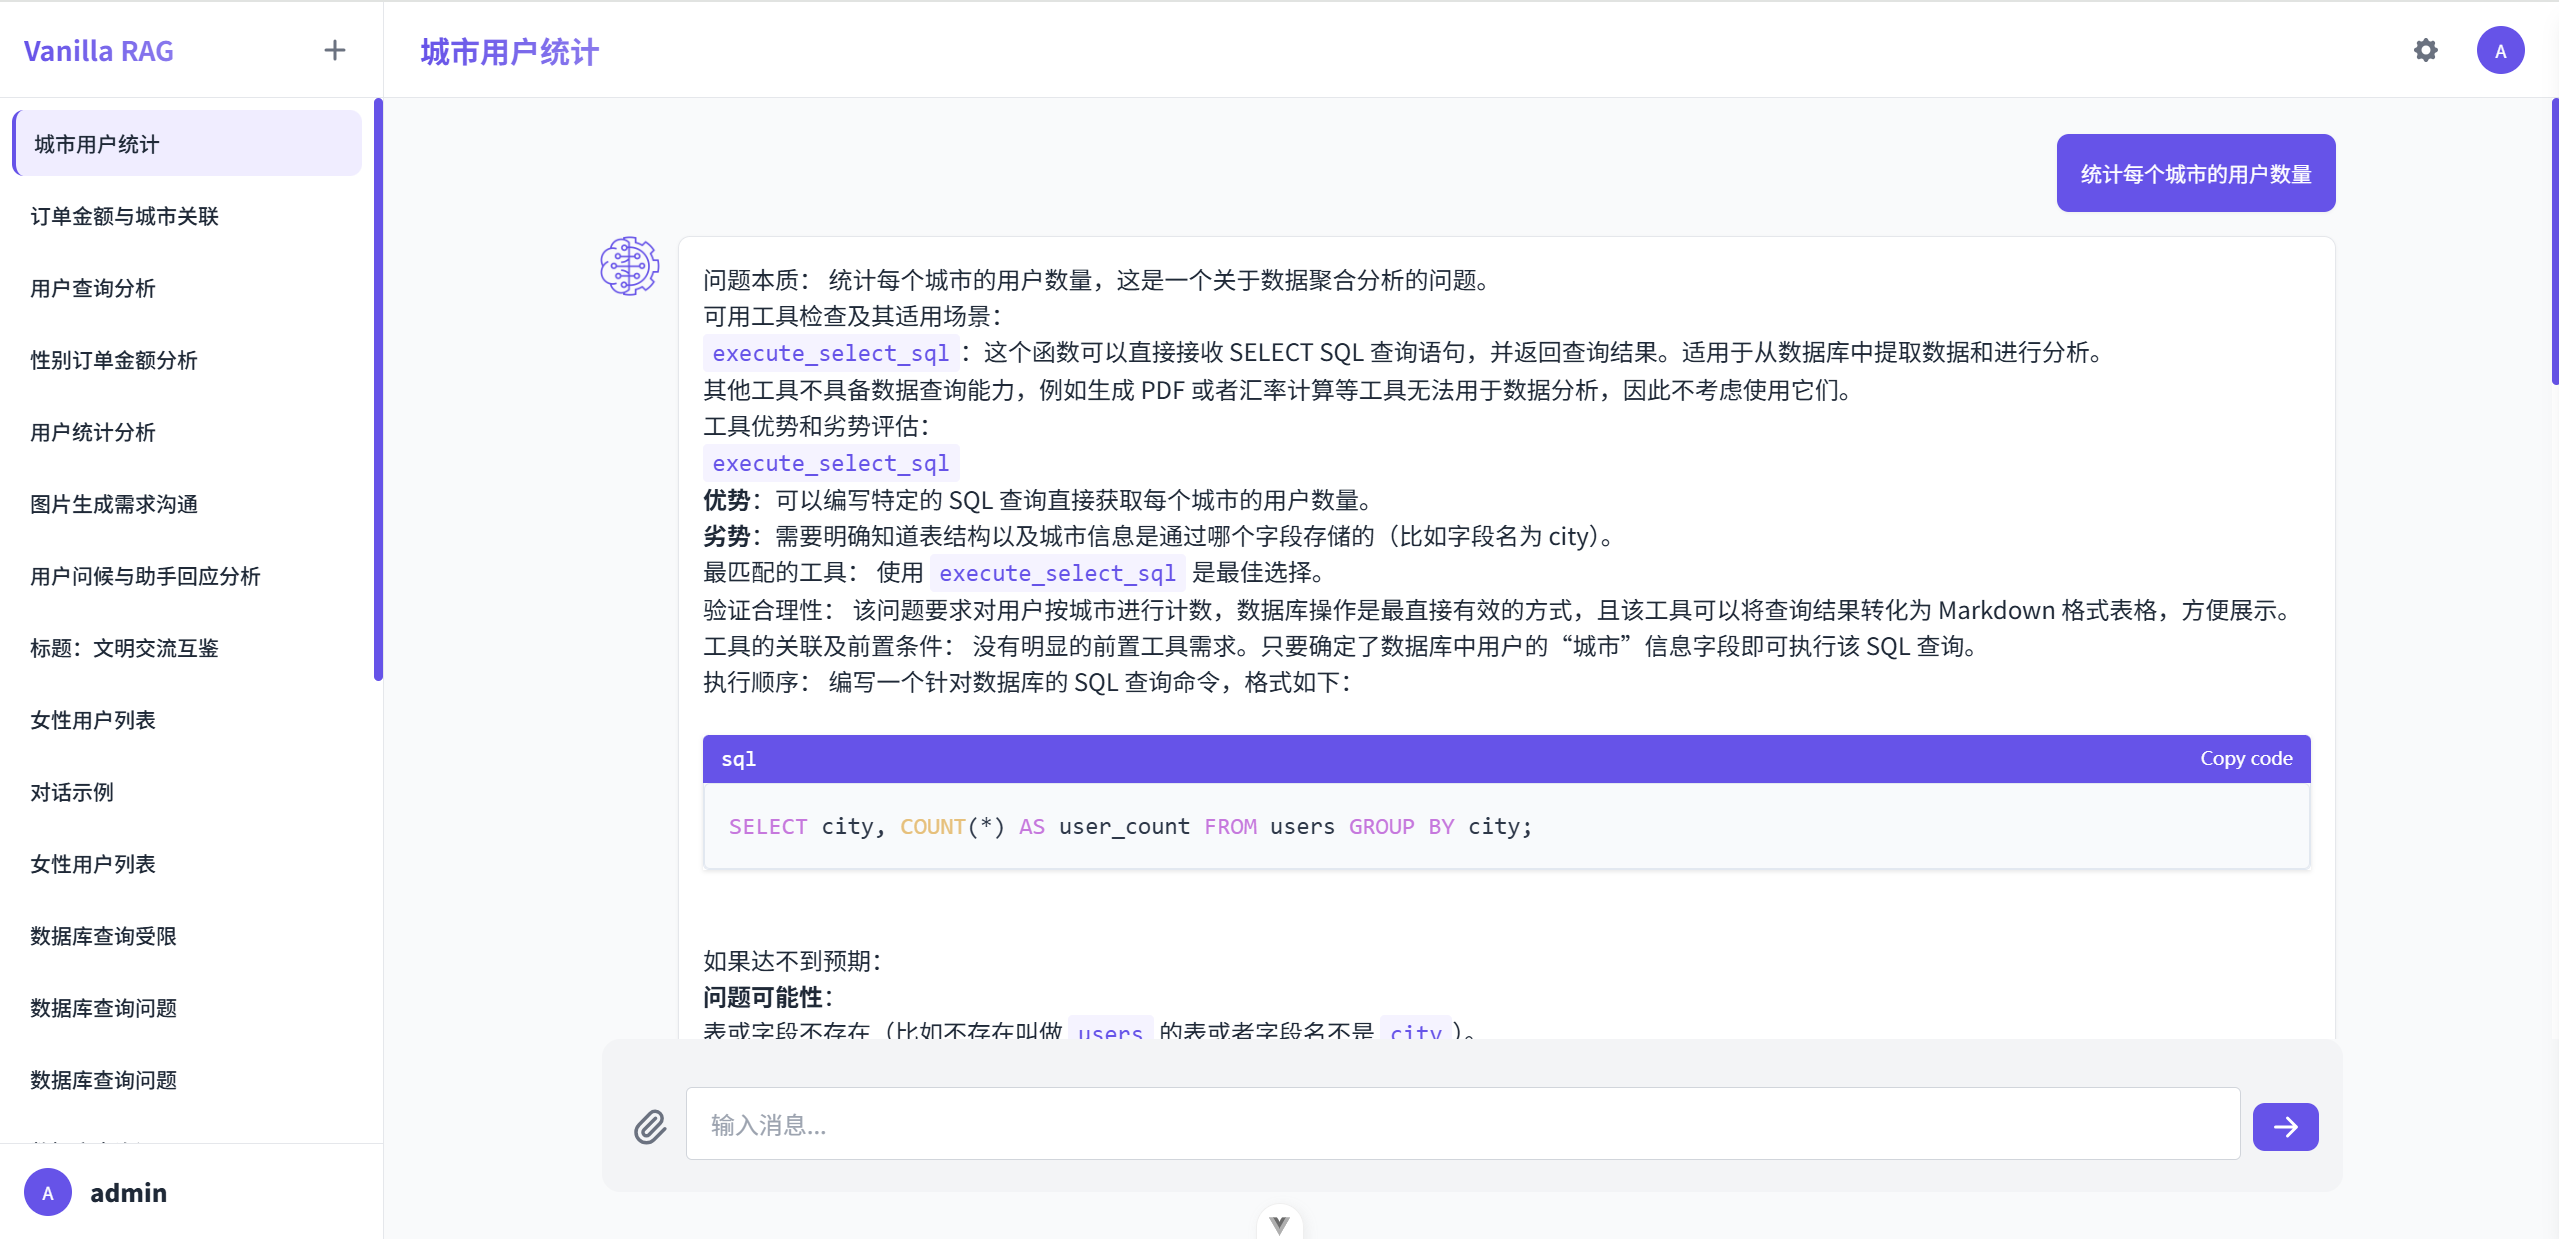 Vanilla RAG
城市用户统计
订单金额与城市关联
用户查询分析
性别订单金额分析
用户统计分析
图片生成需求沟通
用户问候与助手回应分析
标题：文明交流互鉴
女性用户列表
对话示例
女性用户列表
数据库查询受限
数据库查询问题
数据库查询问题
A
admin
城市用户统计
A
统计每个城市的用户数量
问题本质： 统计每个城市的用户数量，这是一个关于数据聚合分析的问题。
可用工具检查及其适用场景：
execute_select_sql：这个函数可以直接接收 SELECT SQL 查询语句，并返回查询结果。适用于从数据库中提取数据和进行分析。
其他工具不具备数据查询能力，例如生成 PDF 或者汇率计算等工具无法用于数据分析，因此不考虑使用它们。
工具优势和劣势评估：
execute_select_sql
优势：可以编写特定的 SQL 查询直接获取每个城市的用户数量。
劣势：需要明确知道表结构以及城市信息是通过哪个字段存储的（比如字段名为 city）。
最匹配的工具： 使用 execute_select_sql 是最佳选择。
验证合理性： 该问题要求对用户按城市进行计数，数据库操作是最直接有效的方式，且该工具可以将查询结果转化为 Markdown 格式表格，方便展示。
工具的关联及前置条件： 没有明显的前置工具需求。只要确定了数据库中用户的“城市”信息字段即可执行该 SQL 查询。
执行顺序： 编写一个针对数据库的 SQL 查询命令，格式如下：
sql
Copy code
SELECT city, COUNT(*) AS user_count FROM users GROUP BY city;
如果达不到预期：
问题可能性：
表或字段不存在（比如不存在叫做 users 的表或者字段名不是 city）。
输入消息...